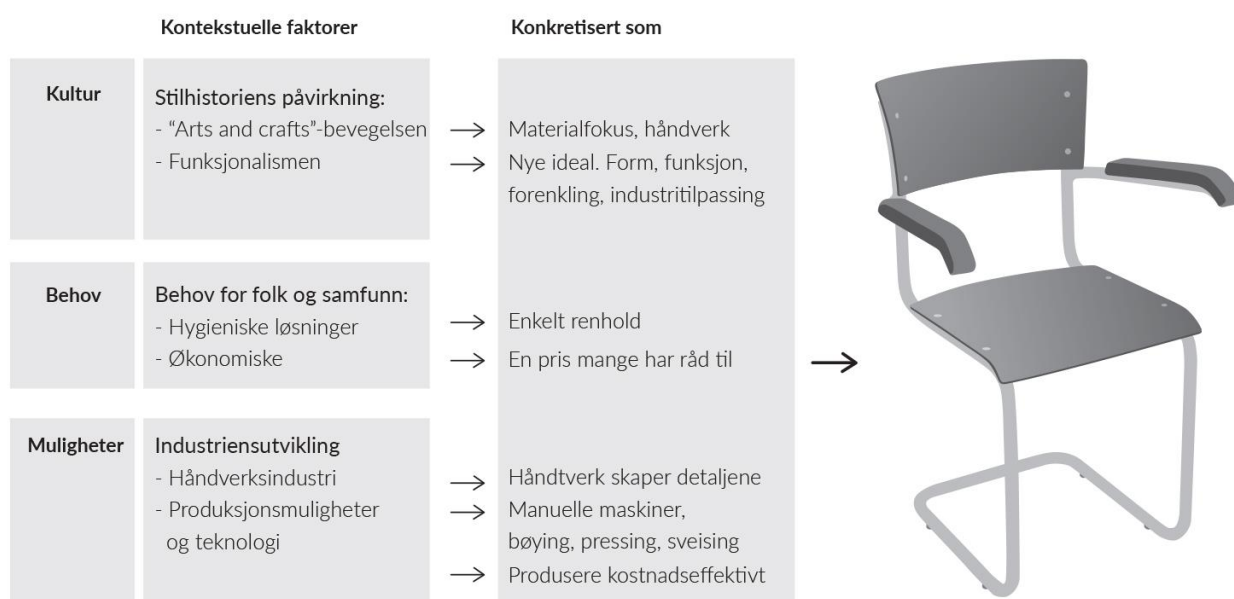 Kontekstuelle faktorer
Konkretisert som
Kultur
Stilhistoriens påvirkning:
- “Arts and crafts”-bevegelsen
- Funksjonalismen
Materialfokus, håndverk
Nye ideal. Form, funksjon,
forenkling, industritilpassing
Behov
Behov for folk og samfunn:
- Hygieniske løsninger
- Økonomiske
Enkelt renhold
En pris mange har råd til
Muligheter
Industriensutvikling
- Håndverksindustri
- Produksjonsmuligheter
og teknologi
Håndtverk skaper detaljene
Manuelle maskiner,
bøying, pressing, sveising
Produsere kostnadseffektivt